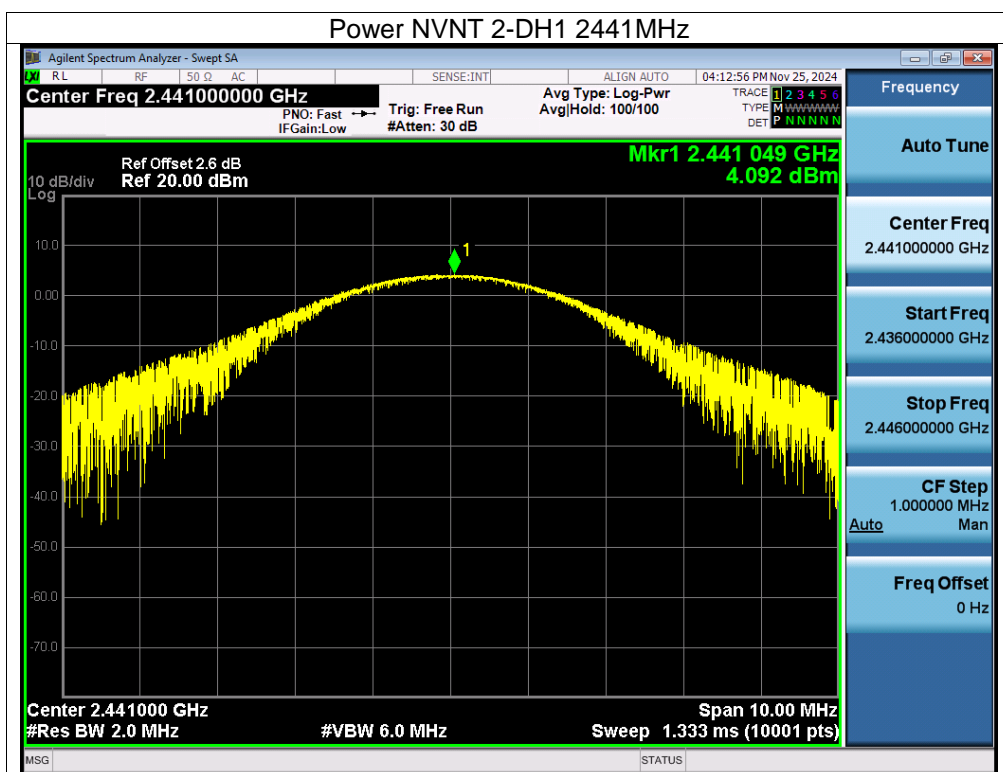 Power NVNT 2-DH1 2441MHz
Agilent Spectrum Analyzer - Swept SA
LXI RL RF 50 Ω AC SENSE:INT ALIGN AUTO 04:12:56 PM Nov 25, 2024
Center Freq 2.441000000 GHz
PNO: Fast
IFGain:Low
Trig: Free Run
#Atten: 30 dB
Avg Type: Log-Pwr
Avg|Hold: 100/100
TRACE 1 2 3 4 5 6
TYPE M WWWWW
DET P N N N N N
Mkr1 2.441 049 GHz
4.092 dBm
Ref Offset 2.6 dB
10 dB/div Ref 20.00 dBm
Log
10.0
0.00
-10.0
-20.0
-30.0
-40.0
-50.0
-60.0
-70.0
1
Center 2.441000 GHz Span 10.00 MHz
#Res BW 2.0 MHz #VBW 6.0 MHz Sweep 1.333 ms (10001 pts)
MSG STATUS
Frequency
Auto Tune
Center Freq
2.441000000 GHz
Start Freq
2.436000000 GHz
Stop Freq
2.446000000 GHz
CF Step
1.000000 MHz
Auto Man
Freq Offset
0 Hz